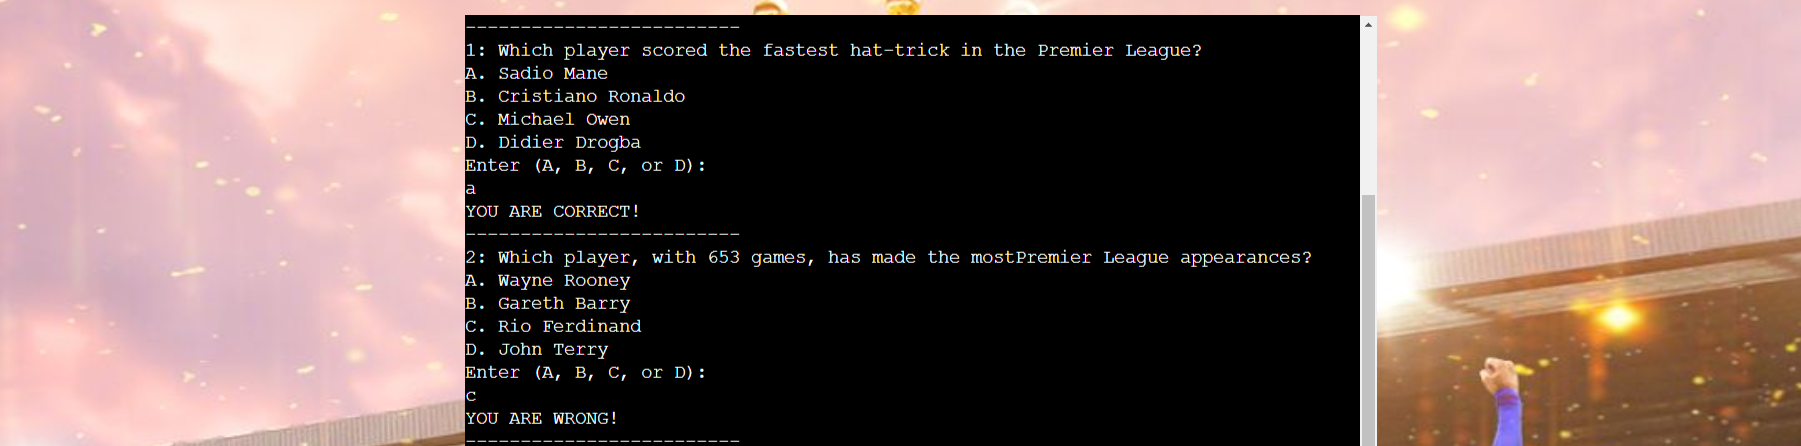 -------------------------
1: Which player scored the fastest hat-trick in the Premier League?
A. Sadio Mane
B. Cristiano Ronaldo
C. Michael Owen
D. Didier Drogba
Enter (A, B, C, or D):
a
YOU ARE CORRECT!
-------------------------
2: Which player, with 653 games, has made the mostPremier League appearances?
A. Wayne Rooney
B. Gareth Barry
C. Rio Ferdinand
D. John Terry
Enter (A, B, C, or D):
c
YOU ARE WRONG!
-------------------------